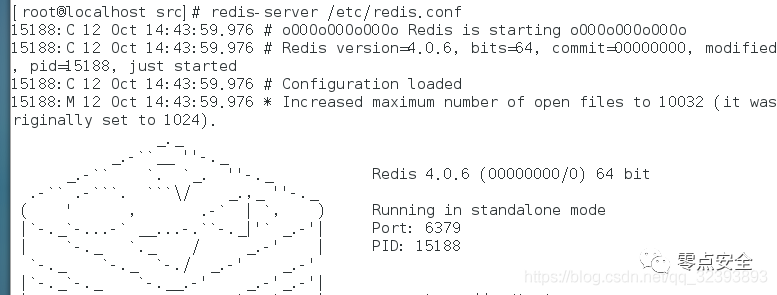 [ root@localhost src]# redis-server /etc/redis.conf
15188:C 12 Oct 14:43:59.976 # oO0OoO0OoO0Oo Redis is starting oO0OoO0OoO0Oo
15188:C 12 Oct 14:43:59.976 # Redis version=4.0.6, bits=64, commit=00000000, modified
, pid=15188, just started
15188:C 12 Oct 14:43:59.976 # Configuration loaded
15188:M 12 Oct 14:43:59.976 * Increased maximum number of open files to 10032 (it was
riginally set to 1024).
Redis 4.0.6 (00000000/0) 64 bit
Running in standalone mode
Port: 6379
PID: 15188
零点安全
https://blog.csdn.net/qq_32393893